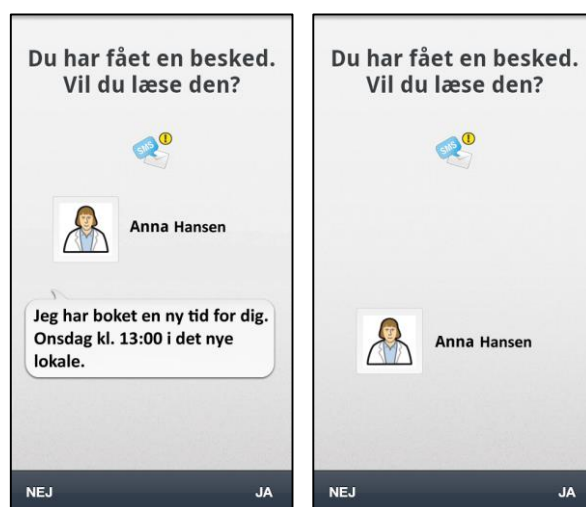 Du har fået en besked.
Vil du læse den?
SMS
!
Anna Hansen
Jeg har boket en ny tid for dig.
Onsdag kl. 13:00 i det nye
lokale.
NEJ
JA
Du har fået en besked.
Vil du læse den?
SMS
!
Anna Hansen
NEJ
JA